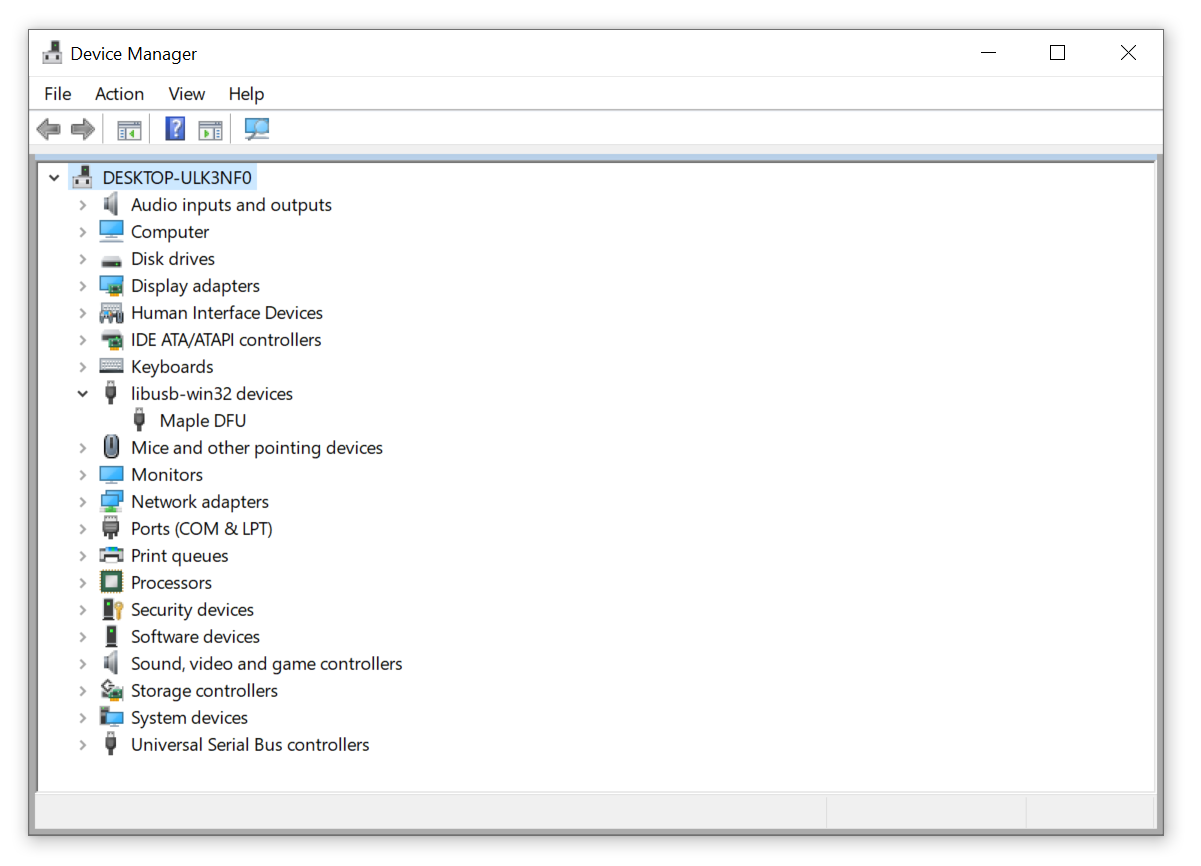 Device Manager
File Action View Help
DESKTOP-ULK3NF0
Audio inputs and outputs
Computer
Disk drives
Display adapters
Human Interface Devices
IDE ATA/ATAPI controllers
Keyboards
libusb-win32 devices
Maple DFU
Mice and other pointing devices
Monitors
Network adapters
Ports (COM & LPT)
Print queues
Processors
Security devices
Software devices
Sound, video and game controllers
Storage controllers
System devices
Universal Serial Bus controllers